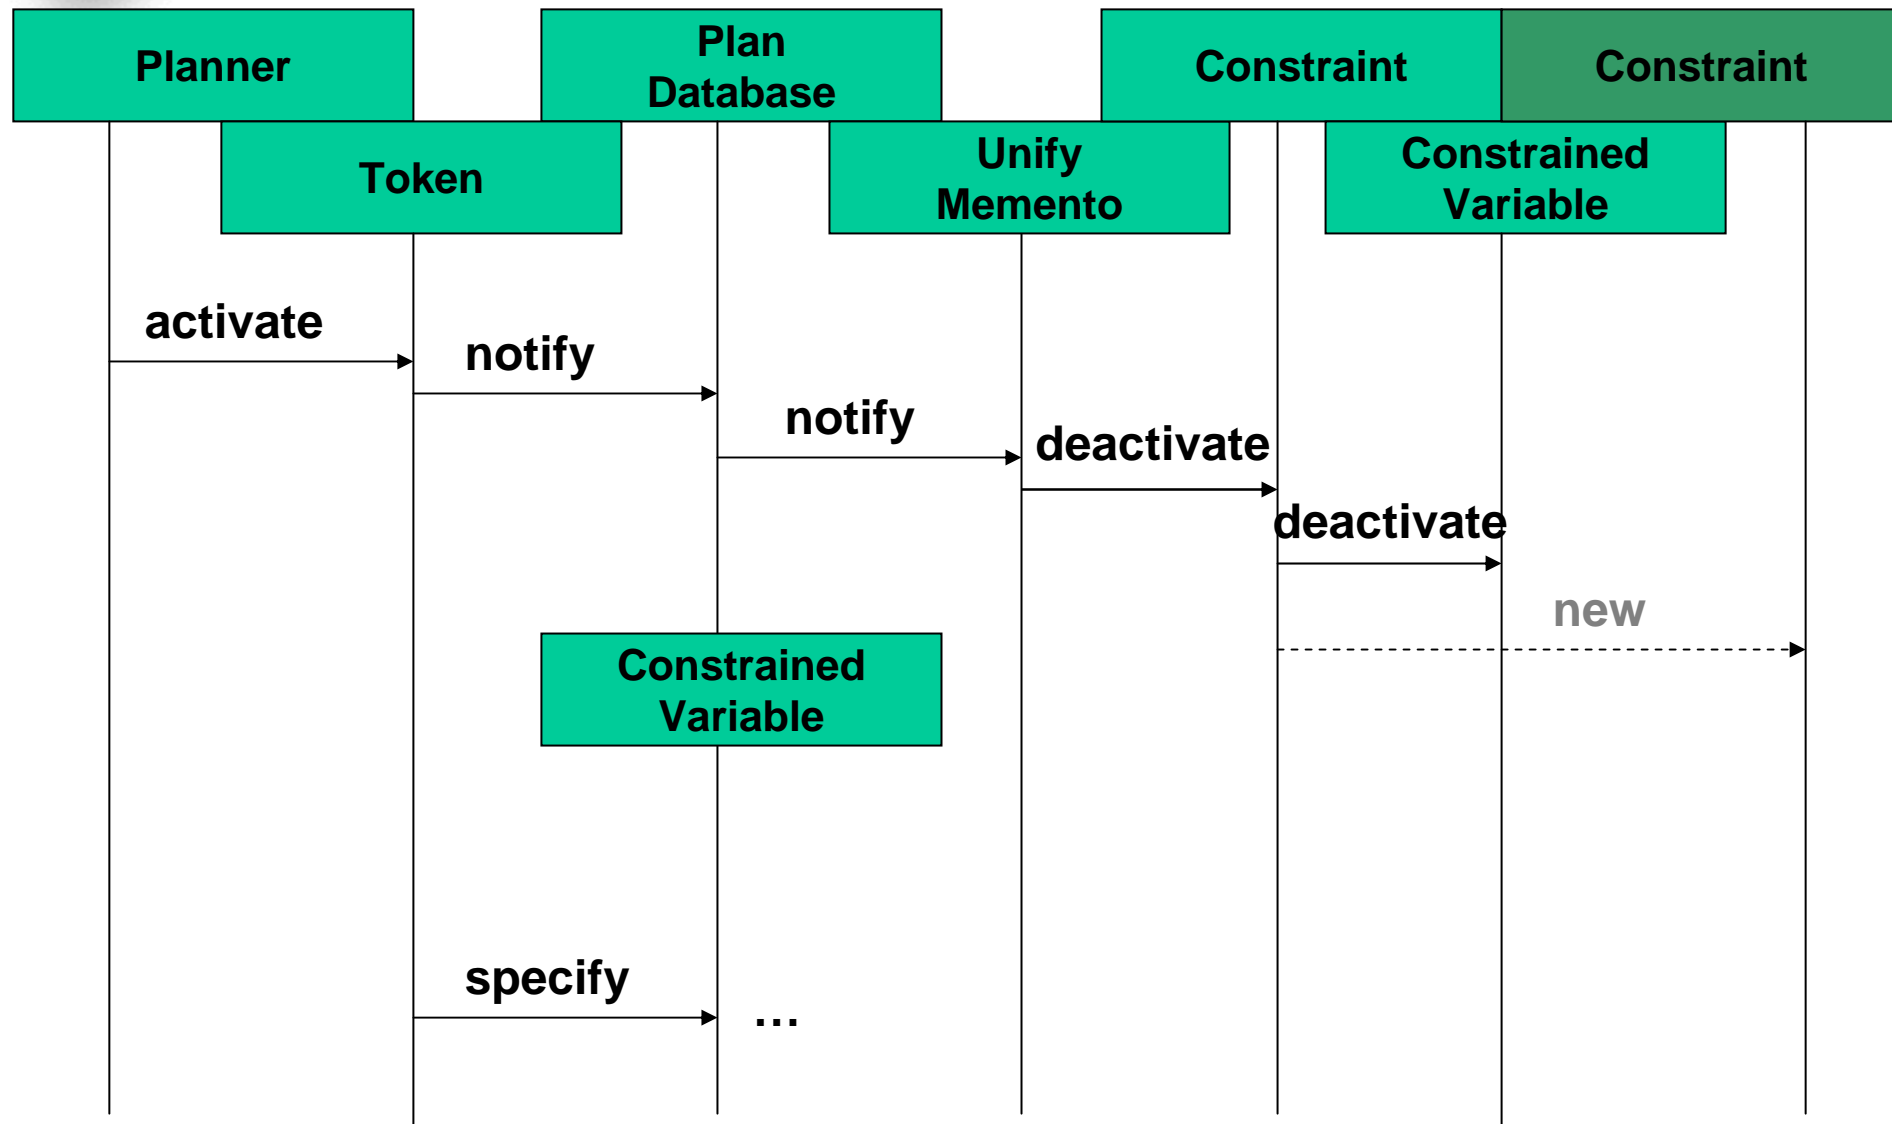 Planner
Plan
Database
Constraint
Constraint
Token
Unify
Memento
Constrained
Variable
activate
notify
notify
deactivate
deactivate
new
Constrained
Variable
specify
...